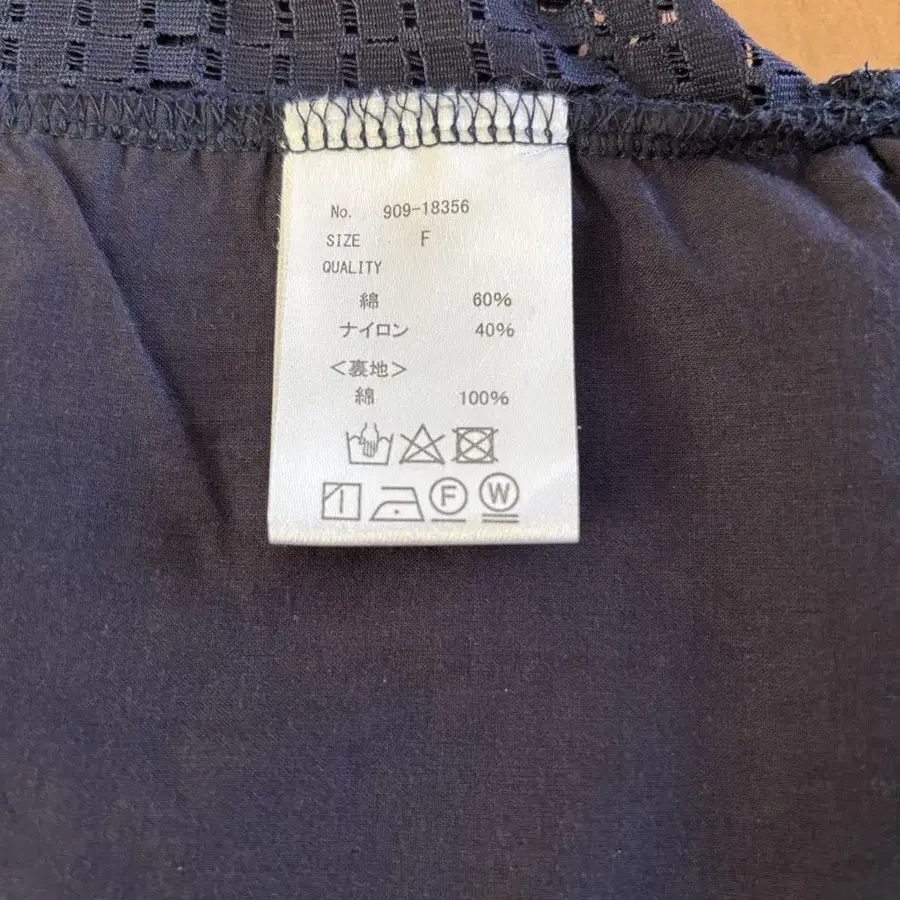 No. 909-18356
SIZE F
QUALITY
綿 60%
ナイロン 40%
<裏地>
綿 100%
F W